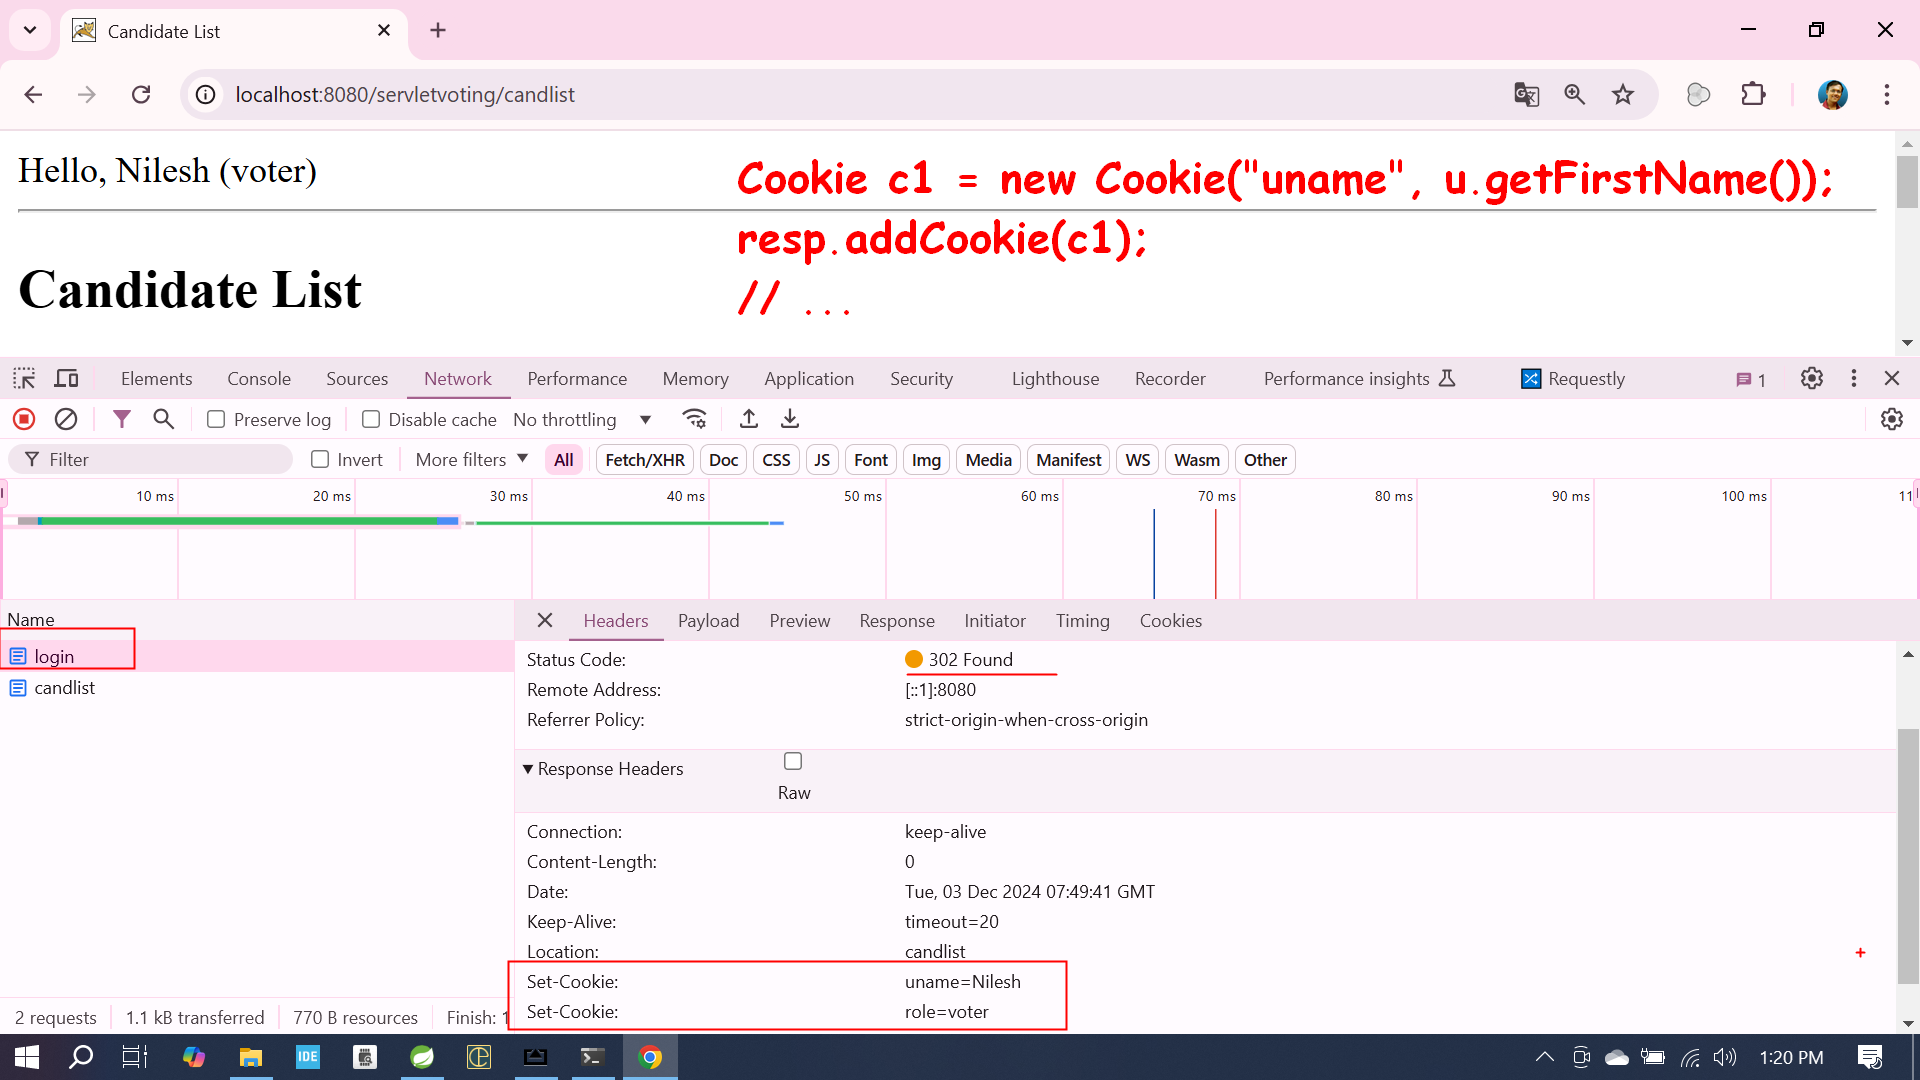 Candidate List
localhost:8080/servletvoting/candlist
Hello, Nilesh (voter)
Cookie c1 = new Cookie("uname", u.getFirstName());
resp.addCookie(c1);
// ...
Candidate List
Elements Console Sources Network Performance Memory Application Security Lighthouse Recorder Performance insights Requestly 1
Preserve log Disable cache No throttling
Filter Invert More filters All Fetch/XHR Doc CSS JS Font Img Media Manifest WS Wasm Other
10 ms 20 ms 30 ms 40 ms 50 ms 60 ms 70 ms 80 ms 90 ms 100 ms 11
Name
login
candlist
Headers Payload Preview Response Initiator Timing Cookies
Status Code: 302 Found
Remote Address: [::1]:8080
Referrer Policy: strict-origin-when-cross-origin
Response Headers
Raw
Connection: keep-alive
Content-Length: 0
Date: Tue, 03 Dec 2024 07:49:41 GMT
Keep-Alive: timeout=20
Location: candlist
Set-Cookie: uname=Nilesh
Set-Cookie: role=voter
2 requests 1.1 kB transferred 770 B resources Finish: 1
IDE
1:20 PM